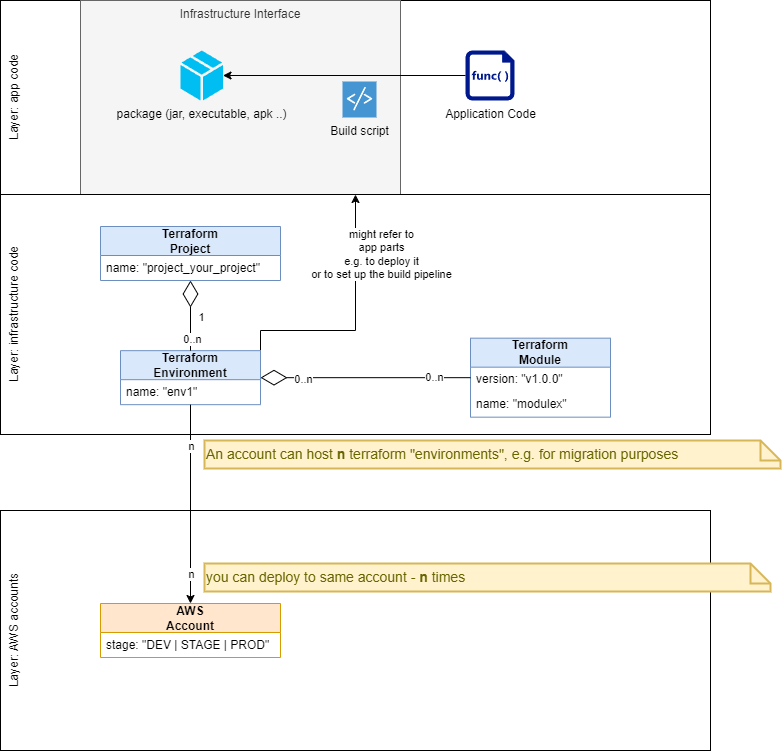 Infrastructure Interface
Layer: app code
func( )
package (jar, executable, apk ..)
Build script
Application Code
Layer: infrastructure code
Terraform
Project
name: "project_your_project"
might refer to
app parts
e.g. to deploy it
or to set up the build pipeline
1
0..n
Terraform
Environment
name: "env1"
0..n
0..n
Terraform
Module
version: "v1.0.0"
name: "modulex"
n
An account can host n terraform "environments", e.g. for migration purposes
Layer: AWS accounts
n
you can deploy to same account - n times
AWS
Account
stage: "DEV | STAGE | PROD"